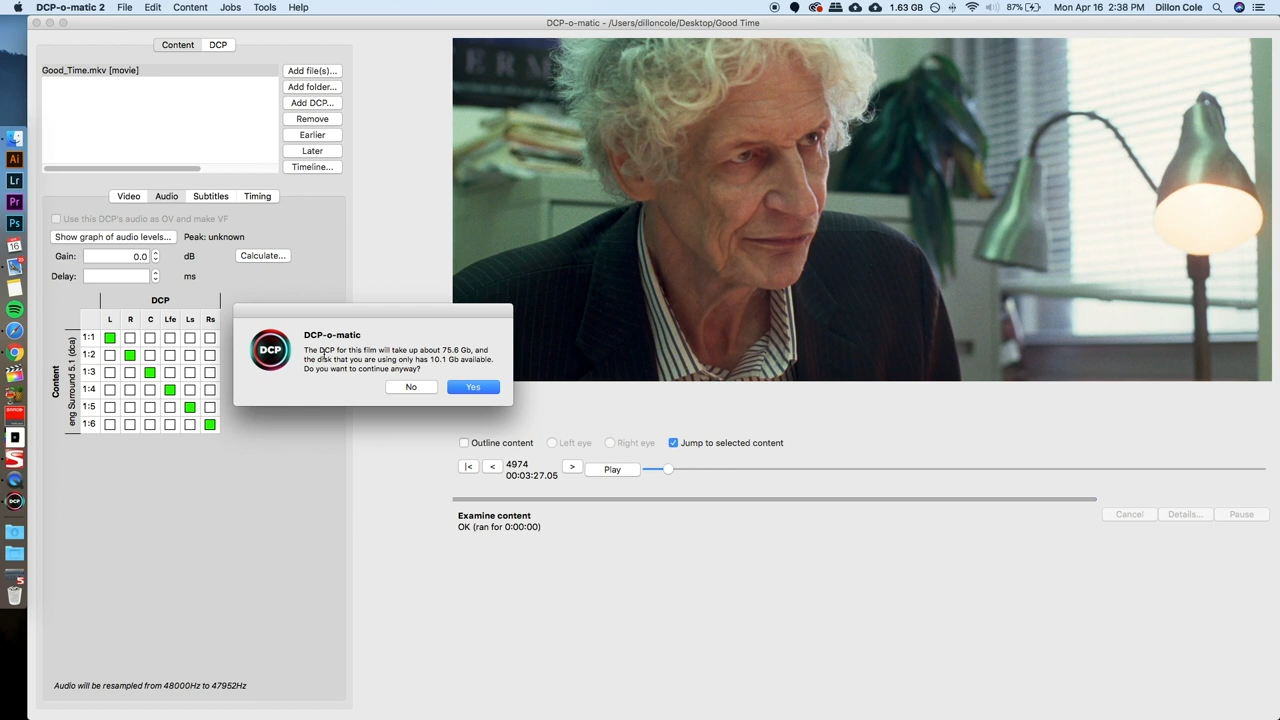 DCP-o-matic 2 File Edit Content Jobs Tools Help
1.63 GB 87% Mon Apr 16 2:38 PM Dillon Cole
DCP-o-matic - /Users/dilloncole/Desktop/Good Time
Content DCP
Good_Time.mkv [movie]
Add file(s)...
Add folder...
Add DCP...
Remove
Earlier
Later
Timeline...
Video Audio Subtitles Timing
Use this DCP's audio as OV and make VF
Show graph of audio levels... Peak: unknown
Gain: 0.0 dB Calculate...
Delay: ms
DCP
L R C Lfe Ls Rs
Content
eng Surround 5.1 (dca)
1:1
1:2
1:3
1:4
1:5
1:6
DCP
DCP-o-matic
The DCP for this film will take up about 75.6 Gb, and
the disk that you are using only has 10.1 Gb available.
Do you want to continue anyway?
No Yes
ERM
Outline content Left eye Right eye Jump to selected content
|< < 4974 > Play
00:03:27.05
Examine content
OK (ran for 0:00:00)
Cancel Details... Pause
Audio will be resampled from 48000Hz to 47952Hz
Ai
Lr
Pr
Ps
16
DCP